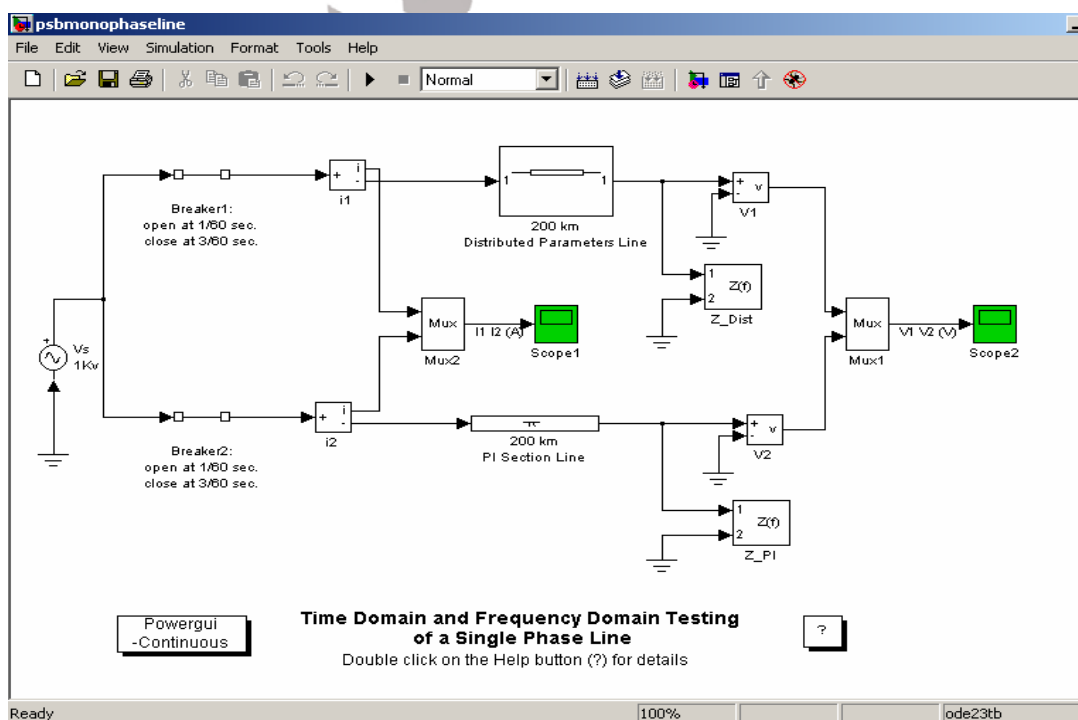 psbmonophaseline
File Edit View Simulation Format Tools Help
Normal
i
+
-
i1
1 1
200 km
Distributed Parameters Line
+
-
v
V1
Breaker1:
open at 1/60 sec.
close at 3/60 sec.
1
2
Z(f)
Z_Dist
Mux
Mux2
I1 I2 (A)
Scope1
Mux
Mux1
V1 V2 (V)
Scope2
+
Vs
1Kv
i
+
-
i2
200 km
PI Section Line
+
-
v
V2
Breaker2:
open at 1/60 sec.
close at 3/60 sec.
1
2
Z(f)
Z_PI
Powergui
-Continuous
Time Domain and Frequency Domain Testing
of a Single Phase Line
Double click on the Help button (?) for details
?
Ready 100% ode23tb